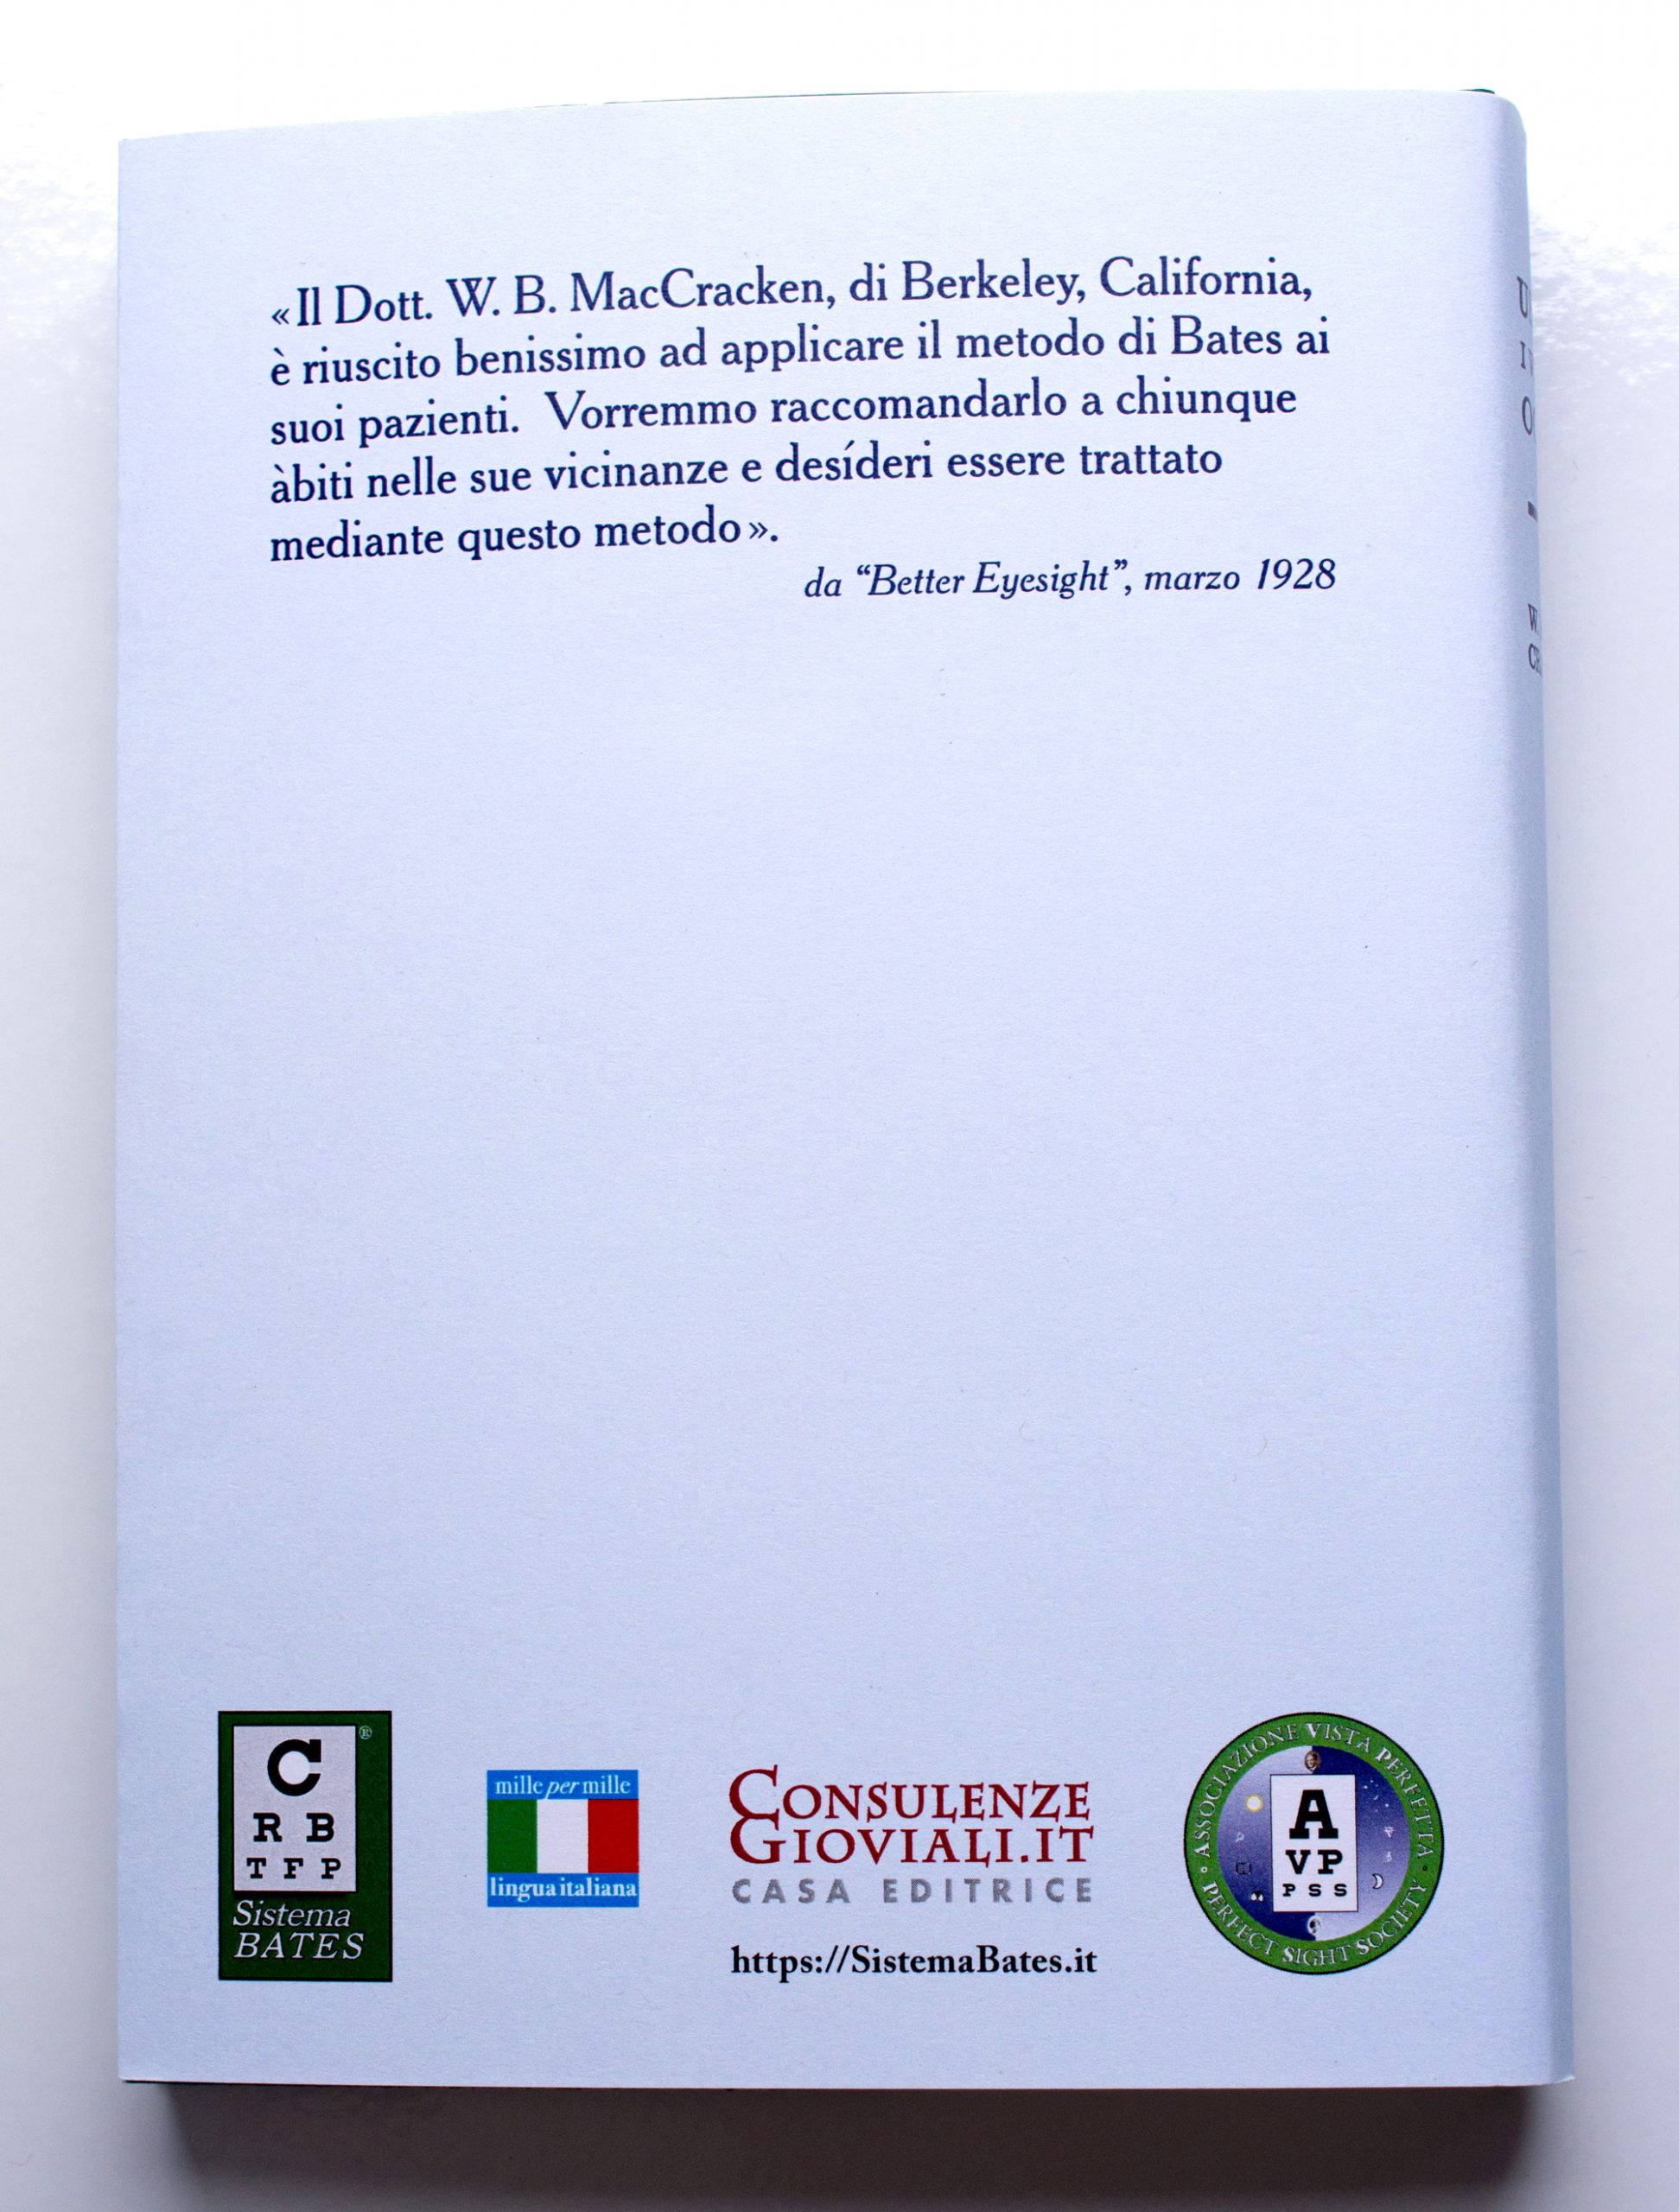 «Il Dott. W. B. MacCracken, di Berkeley, California,
è riuscito benissimo ad applicare il metodo di Bates ai
suoi pazienti. Vorremmo raccomandarlo a chiunque
àbiti nelle sue vicinanze e desíderi essere trattato
mediante questo metodo».
da “Better Eyesight”, marzo 1928
C
®
R B
T F P
Sistema
BATES
mille per mille
lingua italiana
CONSULENZE
GIOVIALI.IT
CASA EDITRICE
https://SistemaBates.it
ASSOCIAZIONE VISTA PERFETTA
A
VP
PSS
PERFECT SIGHT SOCIETY